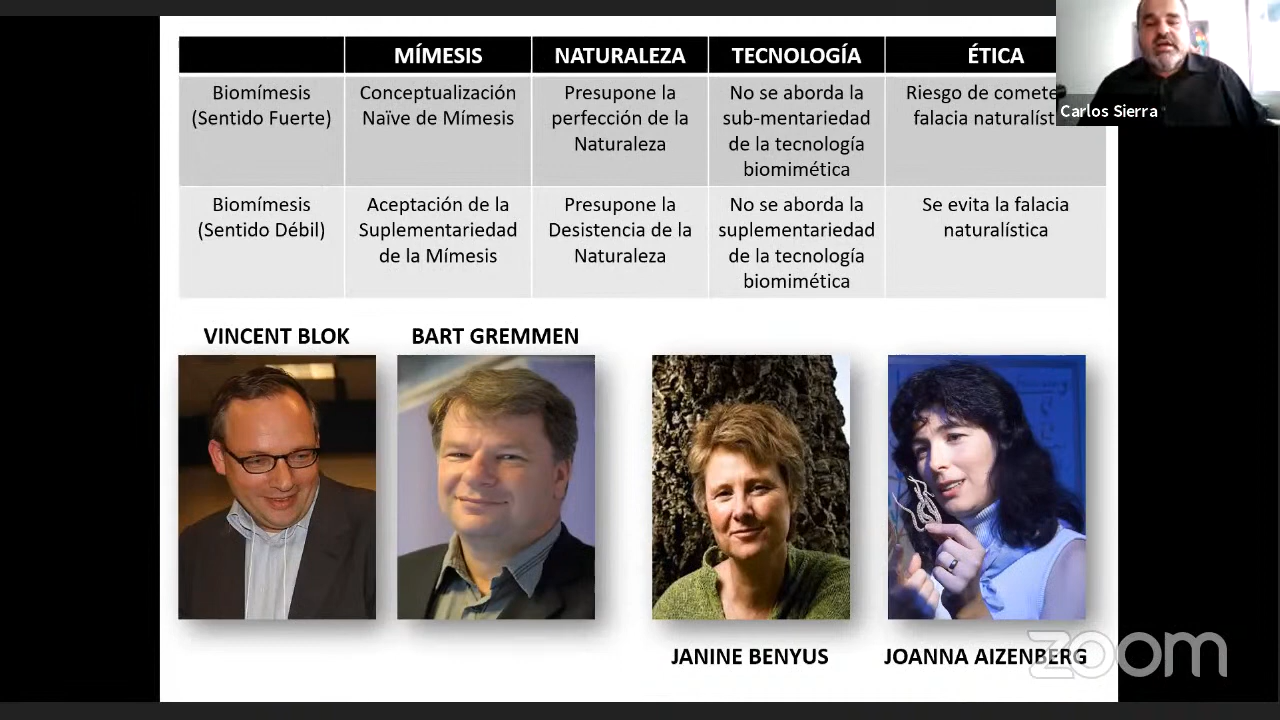 MÍMESIS
NATURALEZA
TECNOLOGÍA
ÉTICA
Biomímesis
(Sentido Fuerte)
Conceptualización
Naïve de Mímesis
Presupone la
perfección de la
Naturaleza
No se aborda la
sub-mentariedad
de la tecnología
biomimética
Riesgo de comete
falacia naturalíst
Carlos Sierra
Biomímesis
(Sentido Débil)
Aceptación de la
Suplementariedad
de la Mímesis
Presupone la
Desistencia de la
Naturaleza
No se aborda la
suplementariedad
de la tecnología
biomimética
Se evita la falacia
naturalística
VINCENT BLOK
BART GREMMEN
JANINE BENYUS
JOANNA AIZENBERG
zoom